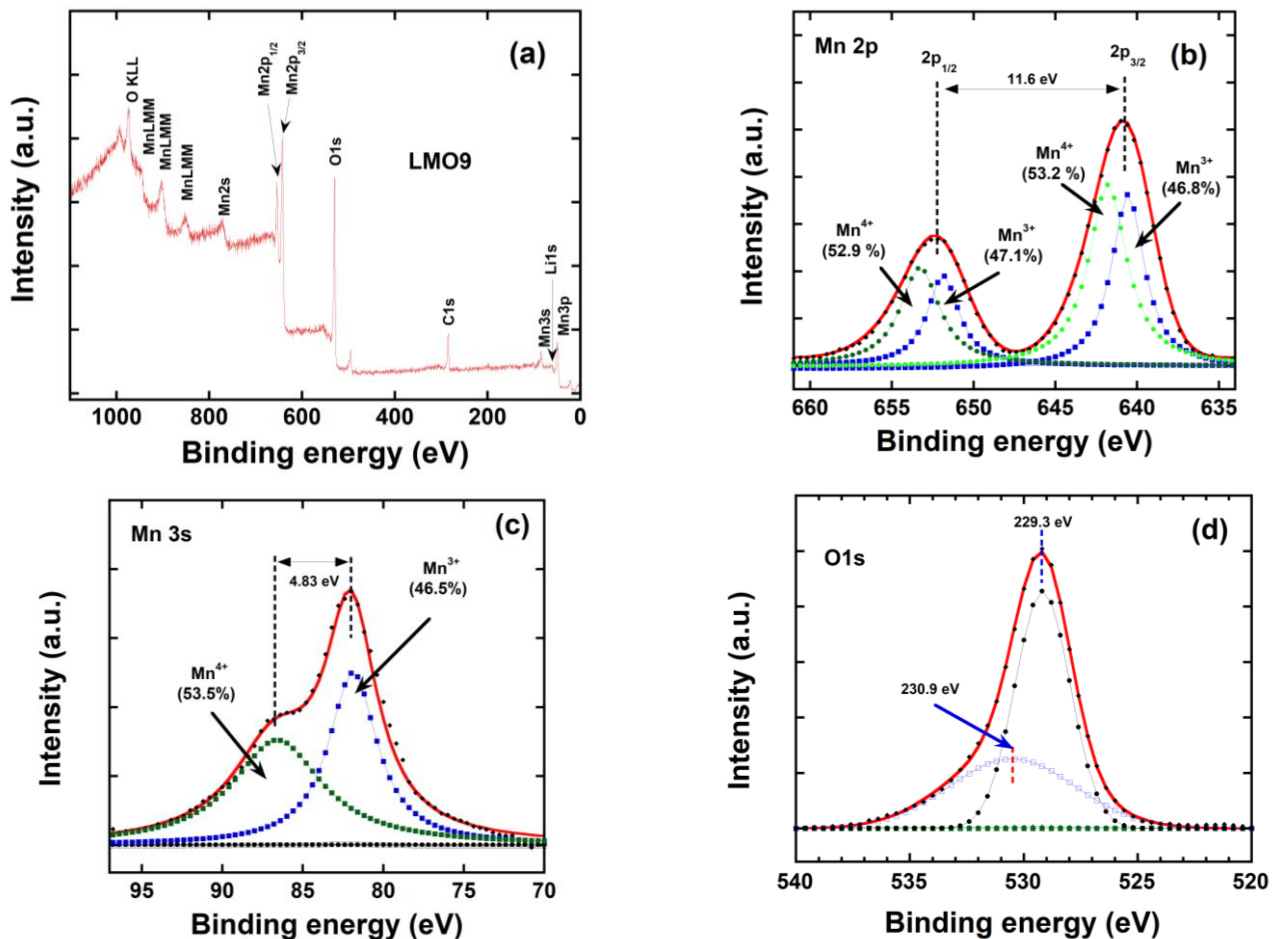 (a)
Intensity (a.u.)
O KLL
MnLMM
MnLMM
MnLMM
Mn2s
Mn2p1/2
Mn2p3/2
O1s
LMO9
C1s
Mn3s
Li1s
Mn3p
1000 800 600 400 200 0
Binding energy (eV)
Mn 2p
(b)
Intensity (a.u.)
2p1/2
2p3/2
11.6 eV
Mn4+
(53.2 %)
Mn3+
(46.8%)
Mn4+
(52.9 %)
Mn3+
(47.1%)
660 655 650 645 640 635
Binding energy (eV)
Mn 3s
(c)
Intensity (a.u.)
4.83 eV
Mn3+
(46.5%)
Mn4+
(53.5%)
95 90 85 80 75 70
Binding energy (eV)
O1s
(d)
Intensity (a.u.)
229.3 eV
230.9 eV
540 535 530 525 520
Binding energy (eV)